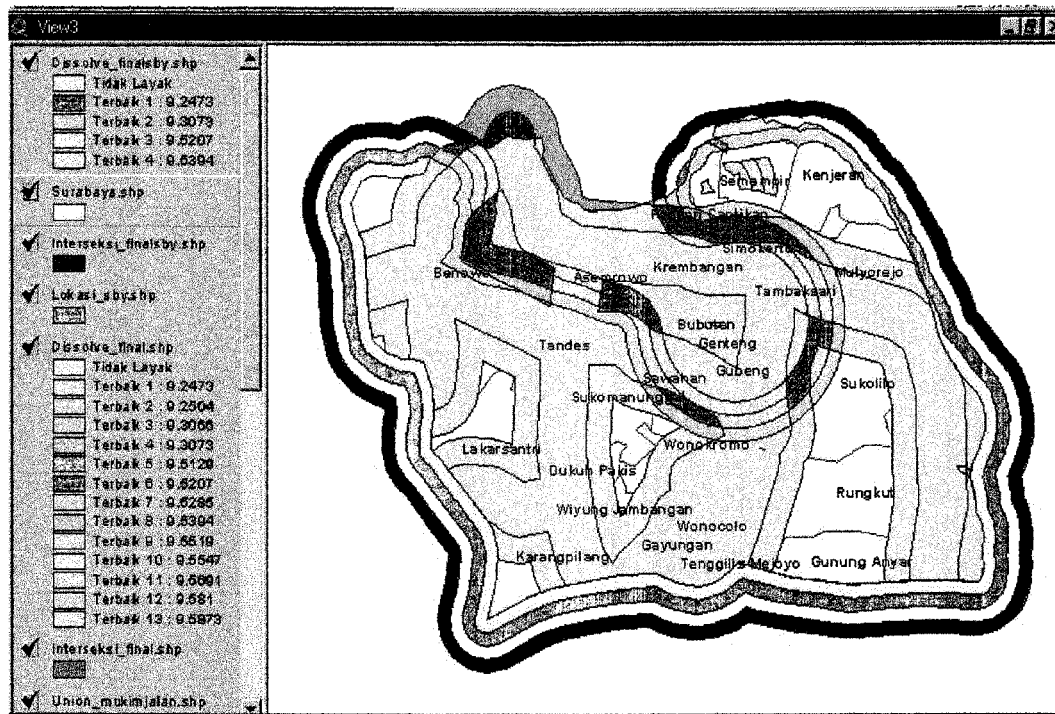 View3
Dissolve_finalsby.shp
Tidak Layak
Terbaik 1 : 9.2473
Terbaik 2 : 9.3073
Terbaik 3 : 9.5207
Terbaik 4 : 9.5394
Surabaya.shp
Interseksi_finalsby.shp
Lokasi_sby.shp
Dissolve_final.shp
Tidak Layak
Terbaik 1 : 9.2473
Terbaik 2 : 9.2504
Terbaik 3 : 9.3066
Terbaik 4 : 9.3073
Terbaik 5 : 9.5129
Terbaik 6 : 9.5207
Terbaik 7 : 9.5285
Terbaik 8 : 9.5394
Terbaik 9 : 9.5519
Terbaik 10 : 9.5547
Terbaik 11 : 9.5691
Terbaik 12 : 9.581
Terbaik 13 : 9.5973
Interseksi_final.shp
Union_mukimjalan.shp
Semampir
Kenjeran
Simokerto
Krembangan
Mulyorejo
Benowo
Asemrowo
Tambaksari
Bubutan
Genteng
Tandes
Gubeng
Sawahan
Sukolilo
Sukomanunggal
Wonokromo
Lakarsantri
Dukuh Pakis
Rungkut
Wiyung Jambangan
Wonocolo
Gayungan
Karangpilang
Tenggilis Mejoyo
Gunung Anyar